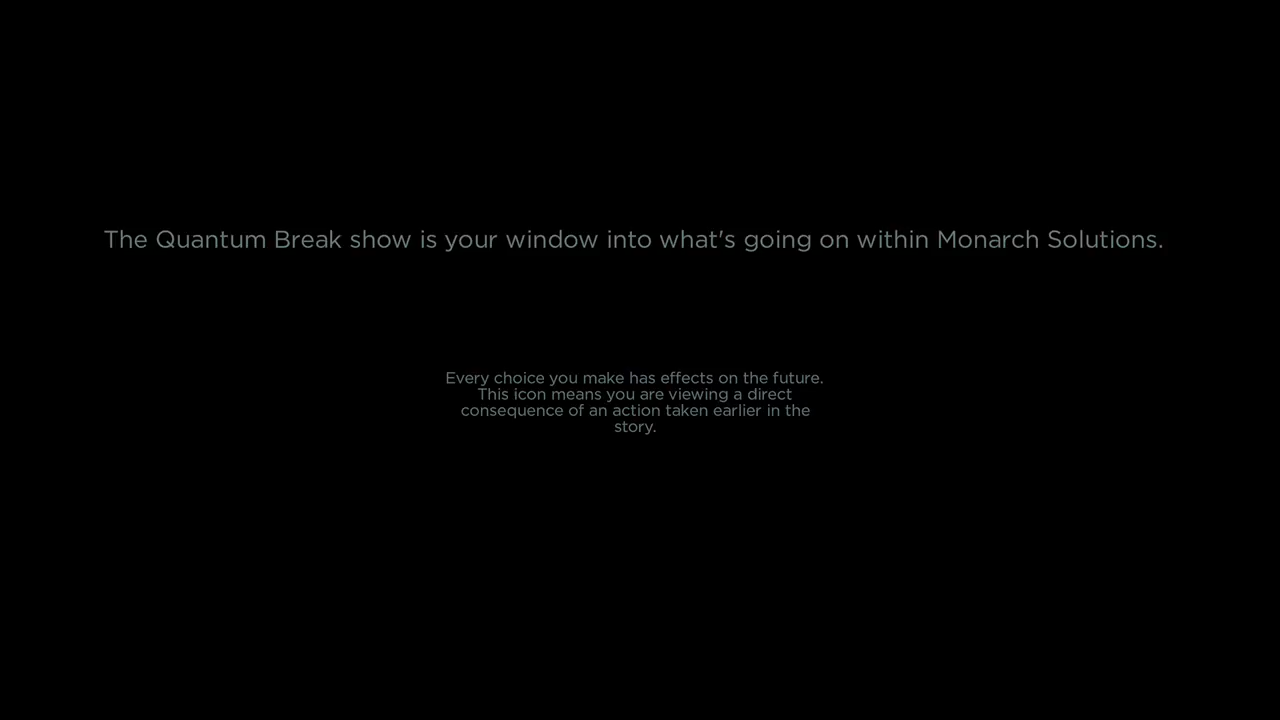 The Quantum Break show is your window into what's going on within Monarch Solutions.
Every choice you make has effects on the future.
This icon means you are viewing a direct
consequence of an action taken earlier in the
story.